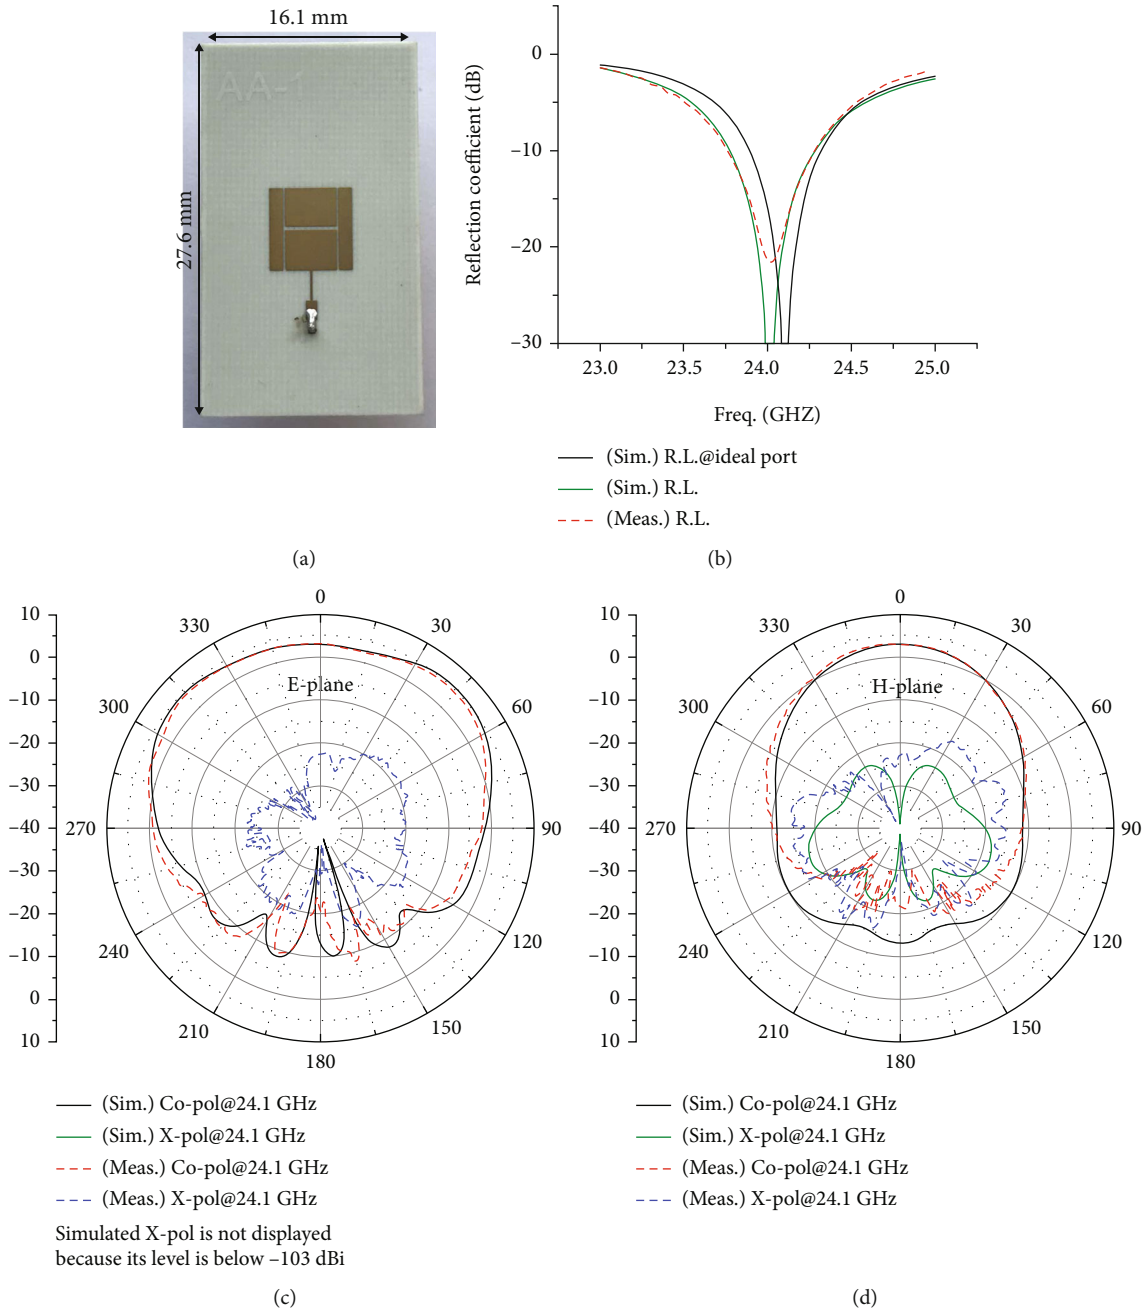 16.1 mm
27.6 mm
AA-1
(a)
Reflection coefficient (dB)
0
–10
–20
–30
23.0 23.5 24.0 24.5 25.0
Freq. (GHZ)
(Sim.) R.L.@ideal port
(Sim.) R.L.
(Meas.) R.L.
(b)
10
0
–10
–20
–30
–40
–30
–20
–10
0
10
0
30
60
90
120
150
180
210
240
270
300
330
E-plane
(Sim.) Co-pol@24.1 GHz
(Sim.) X-pol@24.1 GHz
(Meas.) Co-pol@24.1 GHz
(Meas.) X-pol@24.1 GHz
Simulated X-pol is not displayed
because its level is below –103 dBi
(c)
10
0
–10
–20
–30
–40
–30
–20
–10
0
10
0
30
60
90
120
150
180
210
240
270
300
330
H-plane
(Sim.) Co-pol@24.1 GHz
(Sim.) X-pol@24.1 GHz
(Meas.) Co-pol@24.1 GHz
(Meas.) X-pol@24.1 GHz
(d)